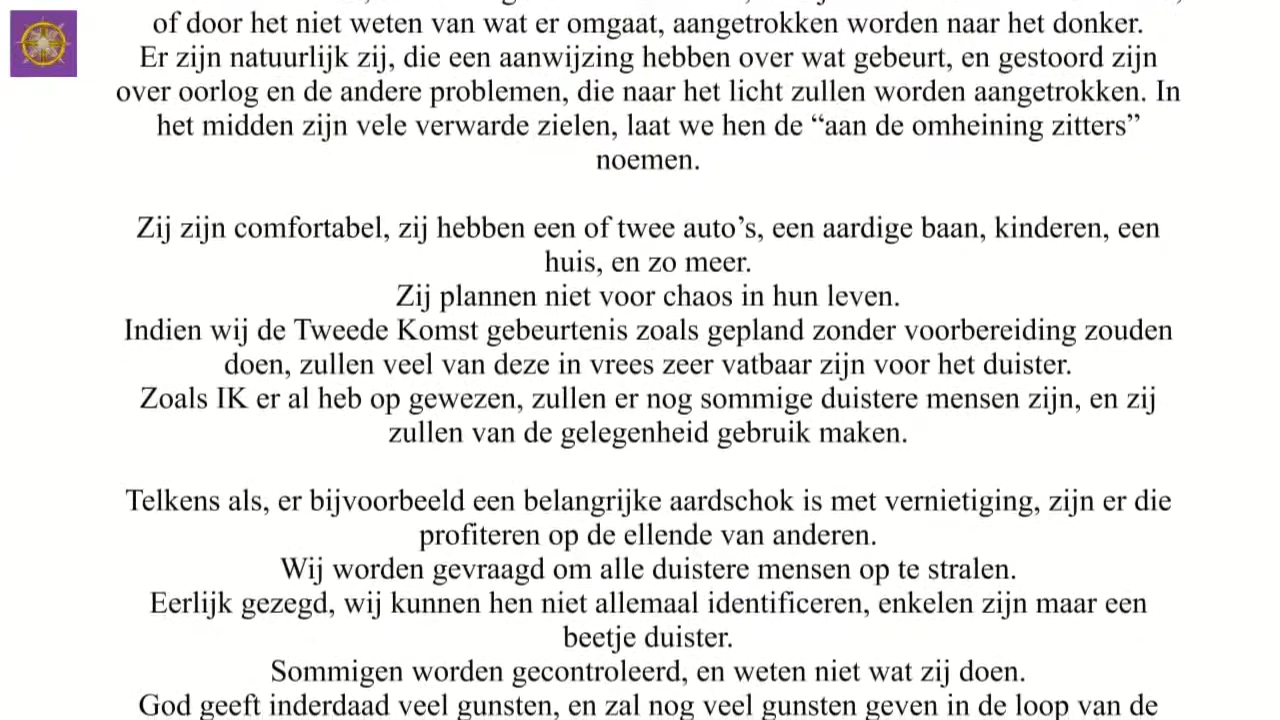 of door het niet weten van wat er omgaat, aangetrokken worden naar het donker.
Er zijn natuurlijk zij, die een aanwijzing hebben over wat gebeurt, en gestoord zijn
over oorlog en de andere problemen, die naar het licht zullen worden aangetrokken. In
het midden zijn vele verwarde zielen, laat we hen de “aan de omheining zitters”
noemen.
Zij zijn comfortabel, zij hebben een of twee auto’s, een aardige baan, kinderen, een
huis, en zo meer.
Zij plannen niet voor chaos in hun leven.
Indien wij de Tweede Komst gebeurtenis zoals gepland zonder voorbereiding zouden
doen, zullen veel van deze in vrees zeer vatbaar zijn voor het duister.
Zoals IK er al heb op gewezen, zullen er nog sommige duistere mensen zijn, en zij
zullen van de gelegenheid gebruik maken.
Telkens als, er bijvoorbeeld een belangrijke aardschok is met vernietiging, zijn er die
profiteren op de ellende van anderen.
Wij worden gevraagd om alle duistere mensen op te stralen.
Eerlijk gezegd, wij kunnen hen niet allemaal identificeren, enkelen zijn maar een
beetje duister.
Sommigen worden gecontroleerd, en weten niet wat zij doen.
God geeft inderdaad veel gunsten, en zal nog veel gunsten geven in de loop van de